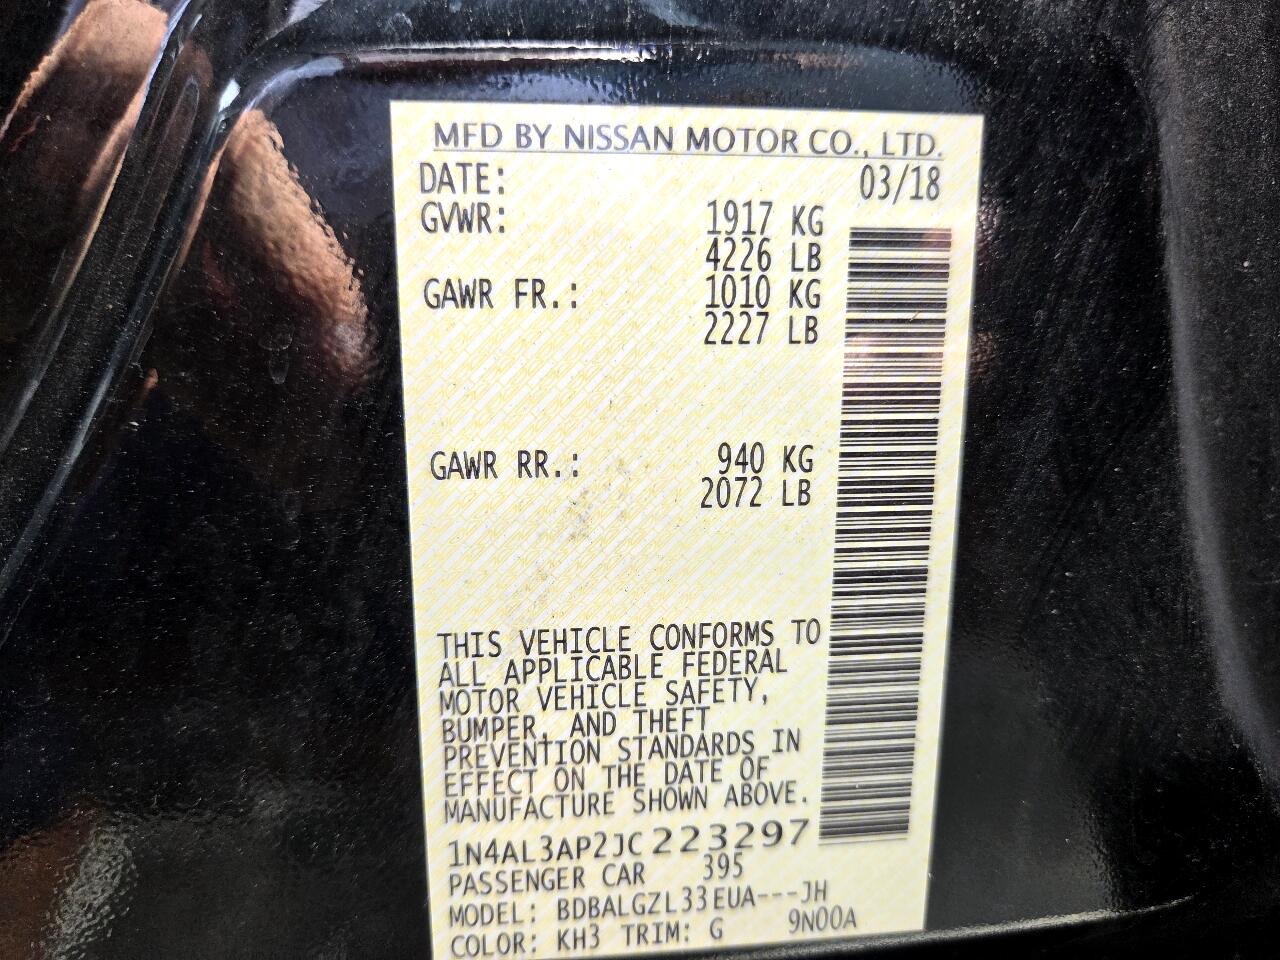 MFD BY NISSAN MOTOR CO., LTD.
DATE: 03/18
GVWR: 1917 KG
4226 LB
GAWR FR.: 1010 KG
2227 LB
GAWR RR.: 940 KG
2072 LB
THIS VEHICLE CONFORMS TO
ALL APPLICABLE FEDERAL
MOTOR VEHICLE SAFETY,
BUMPER, AND THEFT
PREVENTION STANDARDS IN
EFFECT ON THE DATE OF
MANUFACTURE SHOWN ABOVE.
1N4AL3AP2JC223297
PASSENGER CAR 395
MODEL: BDBALGZL33EUA---JH
COLOR: KH3 TRIM: G 9N00A